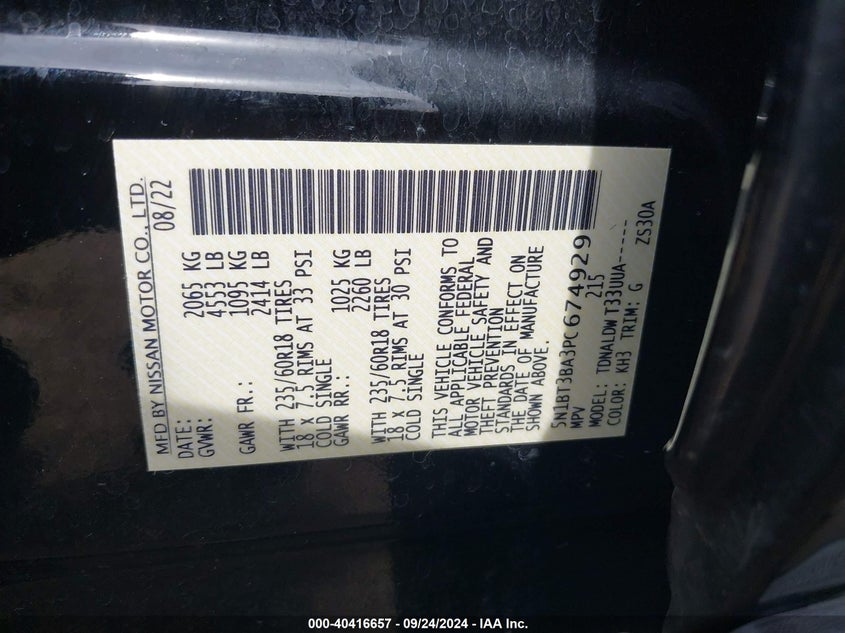 MFD BY NISSAN MOTOR CO., LTD.
DATE: 08/22
GVWR: 2065 KG
4553 LB
GAWR FR.: 1095 KG
2414 LB
WITH 235/60R18 TIRES
18 x 7.5 RIMS AT 33 PSI
COLD SINGLE
GAWR RR.: 1025 KG
2260 LB
WITH 235/60R18 TIRES
18 x 7.5 RIMS AT 30 PSI
COLD SINGLE
THIS VEHICLE CONFORMS TO
ALL APPLICABLE FEDERAL
MOTOR VEHICLE SAFETY AND
THEFT PREVENTION
STANDARDS IN EFFECT ON
THE DATE OF MANUFACTURE
SHOWN ABOVE.
5N1BT3BA3PC674929
MPV 215
MODEL: TDNALDW T33UUA-----
COLOR: KH3 TRIM: G ZS30A
000-40416657 - 09/24/2024 - IAA Inc.